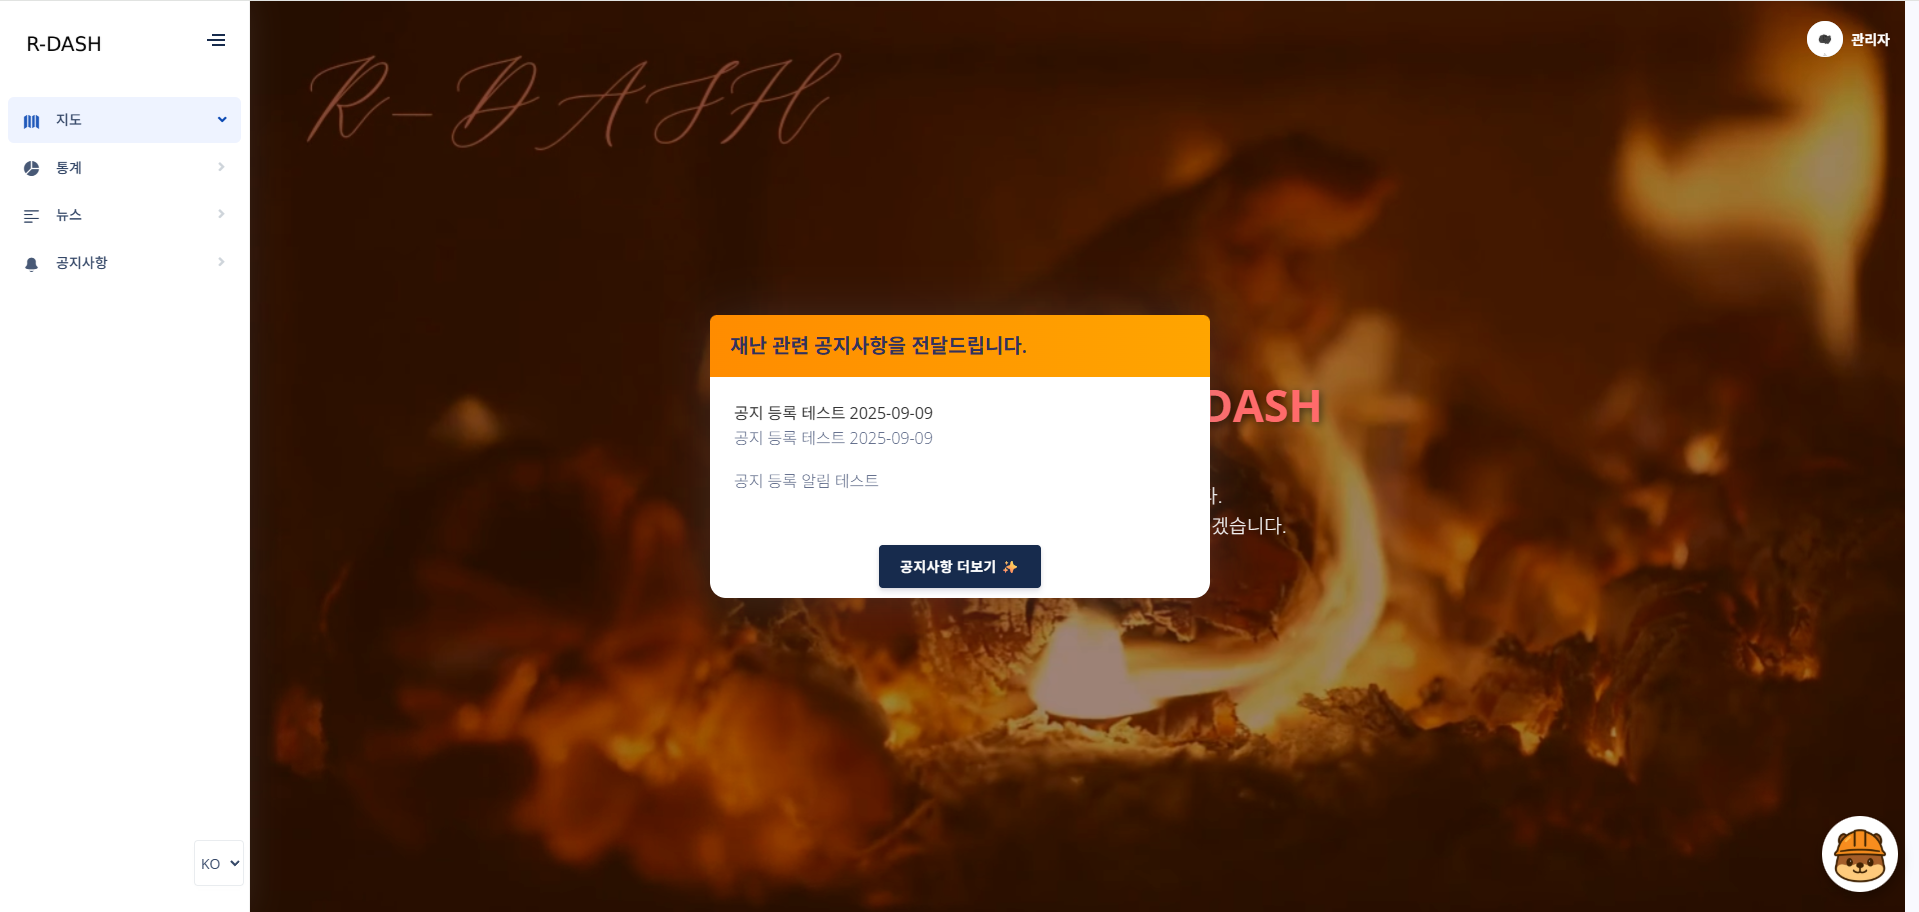 R-DASH
지도
통계
뉴스
공지사항
KO
R-DASH
관리자
재난 관련 공지사항을 전달드립니다.
공지 등록 테스트 2025-09-09
공지 등록 테스트 2025-09-09
공지 등록 알림 테스트
공지사항 더보기 ✨
DASH
겠습니다.